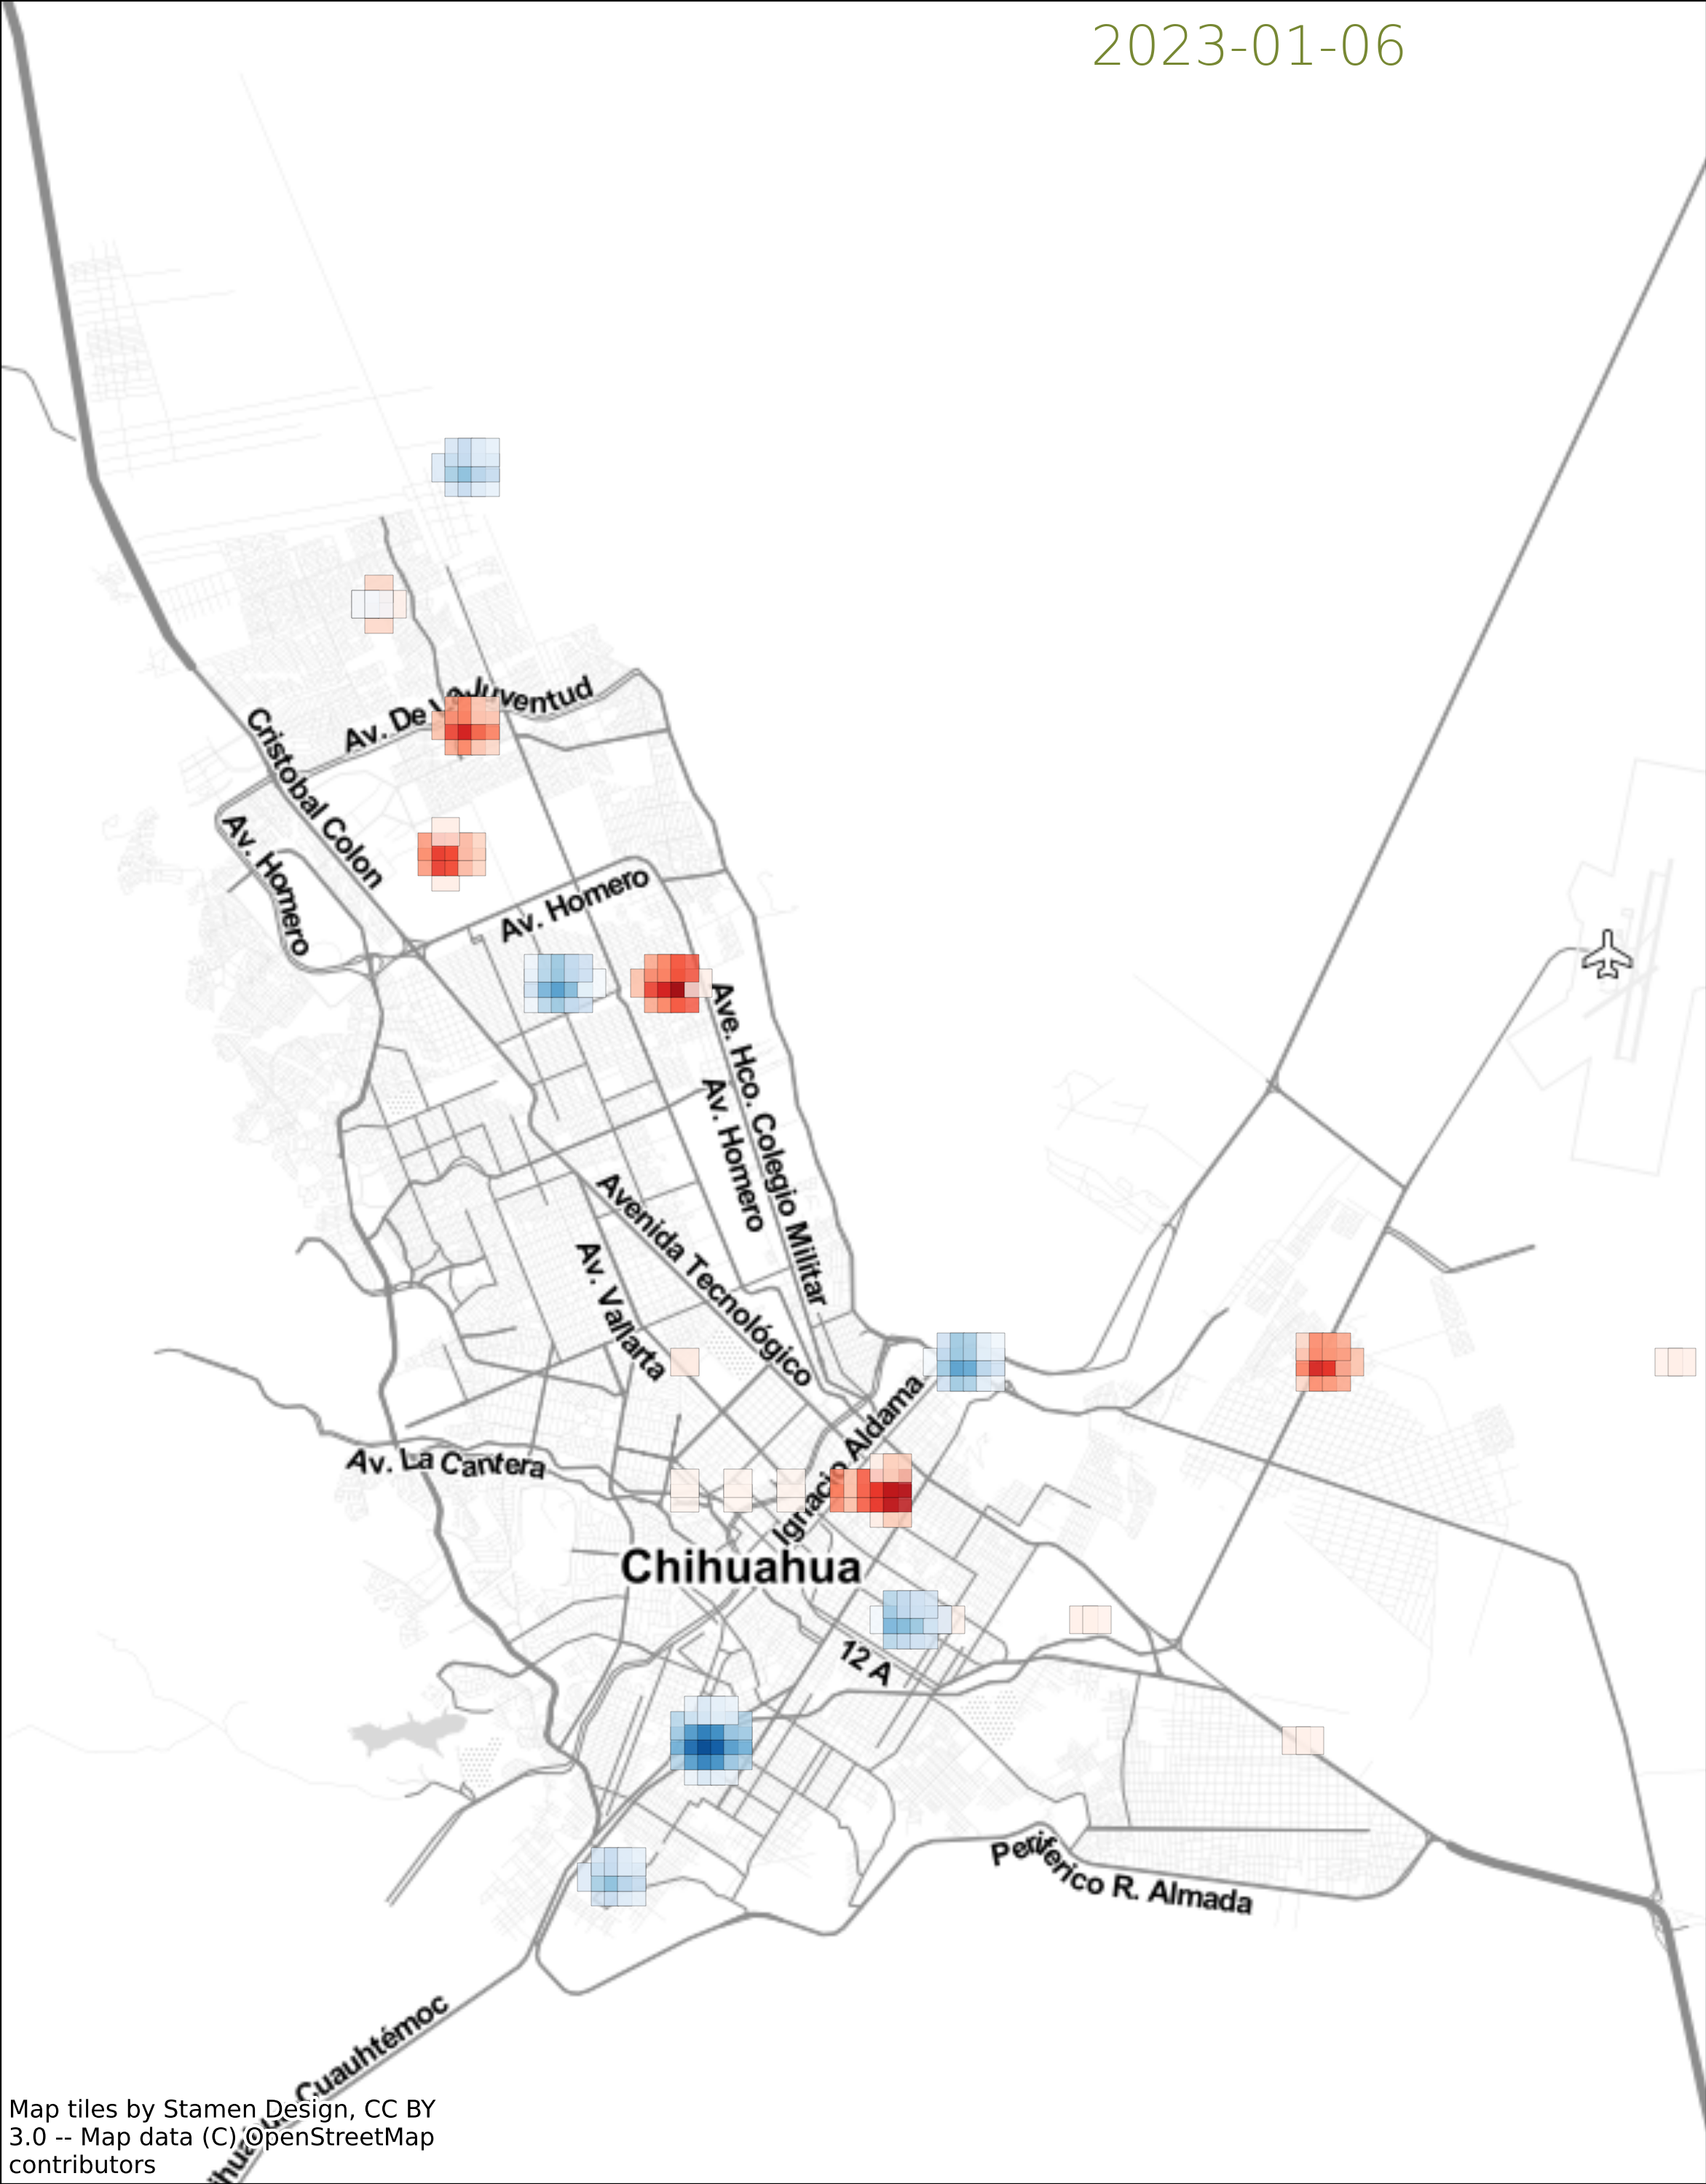 2023-01-06
Av. De La Juventud
Cristobal Colon
Av. Homero
Av. Homero
Ave. Hco. Colegio Militar
Av. Homero
Avenida Tecnológico
Av. Vallarta
Ignacio Aldama
Av. La Cantera
Chihuahua
12 A
Periferico R. Almada
Cuauhtémoc
Map tiles by Stamen Design, CC BY
3.0 -- Map data (C) OpenStreetMap
contributors